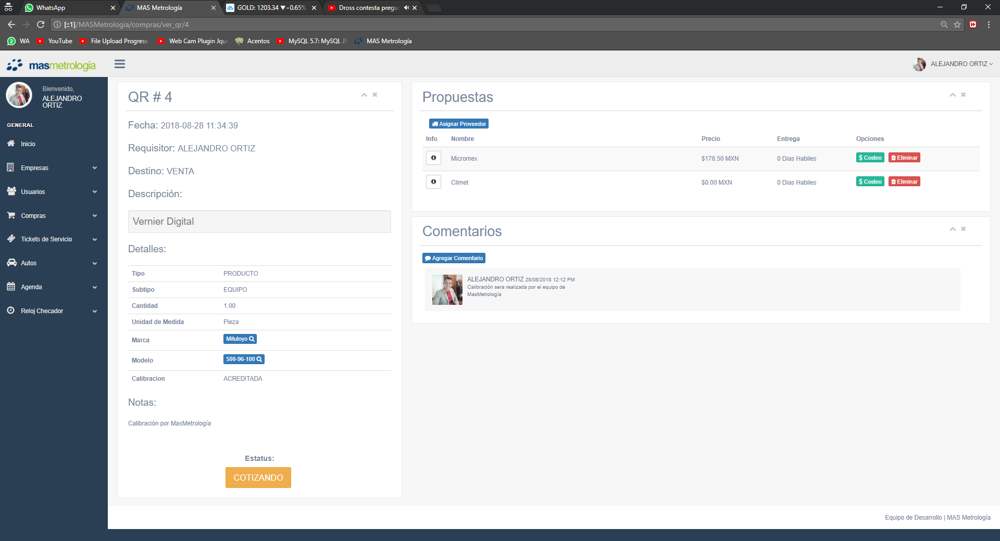 WhatsApp
MAS Metrología
GOLD: 1203.34 ▼−0.65%
Dross contesta pregu
[::1]/MASMetrologia/compras/ver_qr/4
2 WA
YouTube
File Upload Progress
Web Cam Plugin Jqu
Acentos
MySQL 5.7: MySQL JS
MAS Metrología
masmetrología
ALEJANDRO ORTIZ
Bienvenido,
ALEJANDRO
ORTIZ
GENERAL
Inicio
Empresas
Usuarios
Compras
Tickets de Servicio
Autos
Agenda
Reloj Checador
QR # 4
Fecha: 2018-08-28 11:34:39
Requisitor: ALEJANDRO ORTIZ
Destino: VENTA
Descripción:
Vernier Digital
Detalles:
Tipo PRODUCTO
Subtipo EQUIPO
Cantidad 1.00
Unidad de Medida Pieza
Marca Mitutoyo
Modelo 500-96-100
Calibracion ACREDITADA
Notas:
Calibración por MasMetrología
Estatus:
COTIZANDO
Propuestas
Asignar Proveedor
Info Nombre Precio Entrega Opciones
Micromex $178.50 MXN 0 Dias Habiles $ Costeo Eliminar
Climet $0.00 MXN 0 Dias Habiles $ Costeo Eliminar
Comentarios
Agregar Comentario
ALEJANDRO ORTIZ 28/08/2018 12:12 PM
Calibración sera realizada por el equipo de
MasMetrología
Equipo de Desarrollo | MAS Metrología